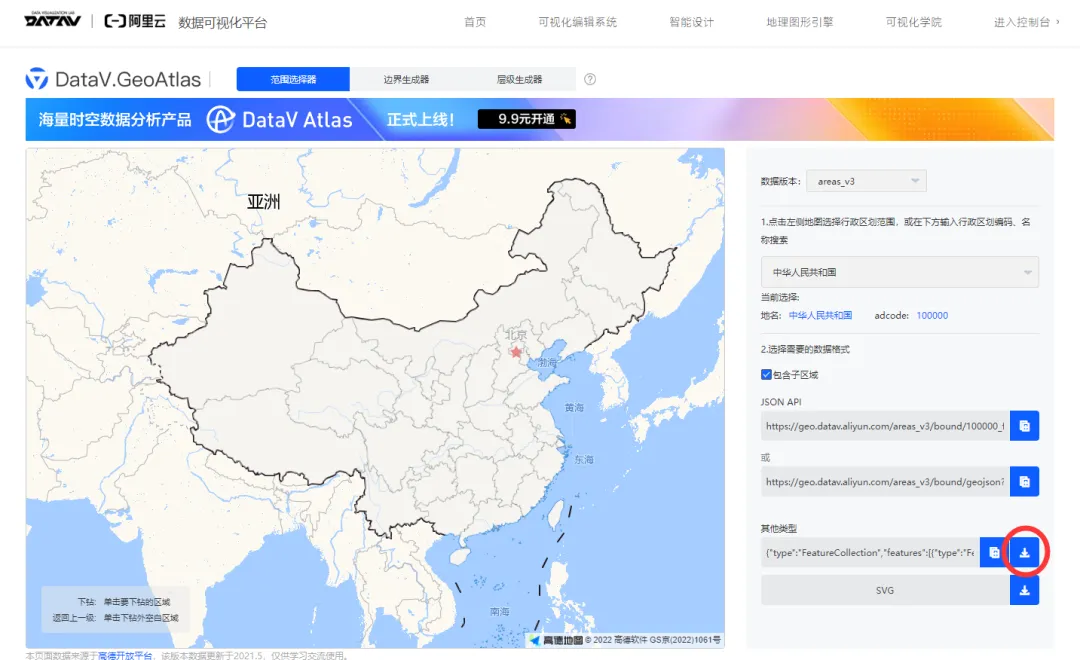 DATA VISUALIZATION LAB
DATAV 阿里云 数据可视化平台 首页 可视化编辑系统 智能设计 地理图形引擎 可视化学院 进入控制台 ›
DataV.GeoAtlas 范围选择器 边界生成器 层级生成器 ?
海量时空数据分析产品 DataV Atlas 正式上线! 9.9元开通
亚洲
北京
渤海
黄海
东海
南海
下钻: 单击要下钻的区域
返回上一级: 单击下钻外空白区域
高德地图 © 2022 高德软件 GS京(2022)1061号
本页面数据来源于高德开放平台，该版本数据更新于2021.5，仅供学习交流使用。
数据版本: areas_v3
1.点击左侧地图选择行政区划范围，或在下方输入行政区划编码、名
称搜索
中华人民共和国
当前选择:
地名: 中华人民共和国 adcode: 100000
2.选择需要的数据格式
包含子区域
JSON API
https://geo.datav.aliyun.com/areas_v3/bound/100000_f
或
https://geo.datav.aliyun.com/areas_v3/bound/geojson?
其他类型
{"type":"FeatureCollection","features":[{"type":"Fe
SVG